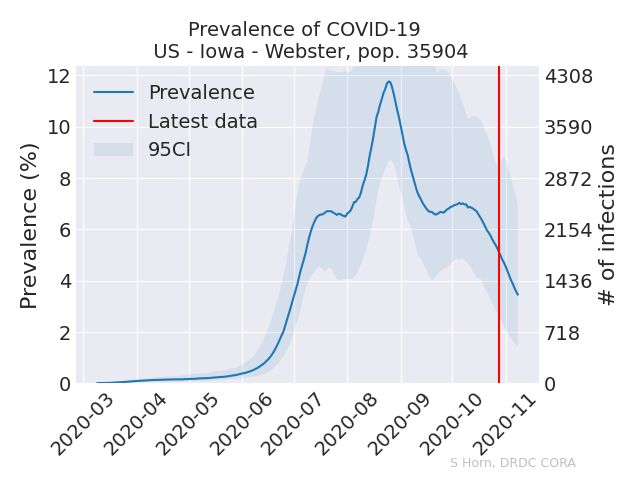 Prevalence of COVID-19
US - Iowa - Webster, pop. 35904
Prevalence
Latest data
95CI
Prevalence (%)
12
10
8
6
4
2
0
4308
3590
2872
2154
1436
718
0
# of infections
2020-03
2020-04
2020-05
2020-06
2020-07
2020-08
2020-09
2020-10
2020-11
S Horn, DRDC CORA